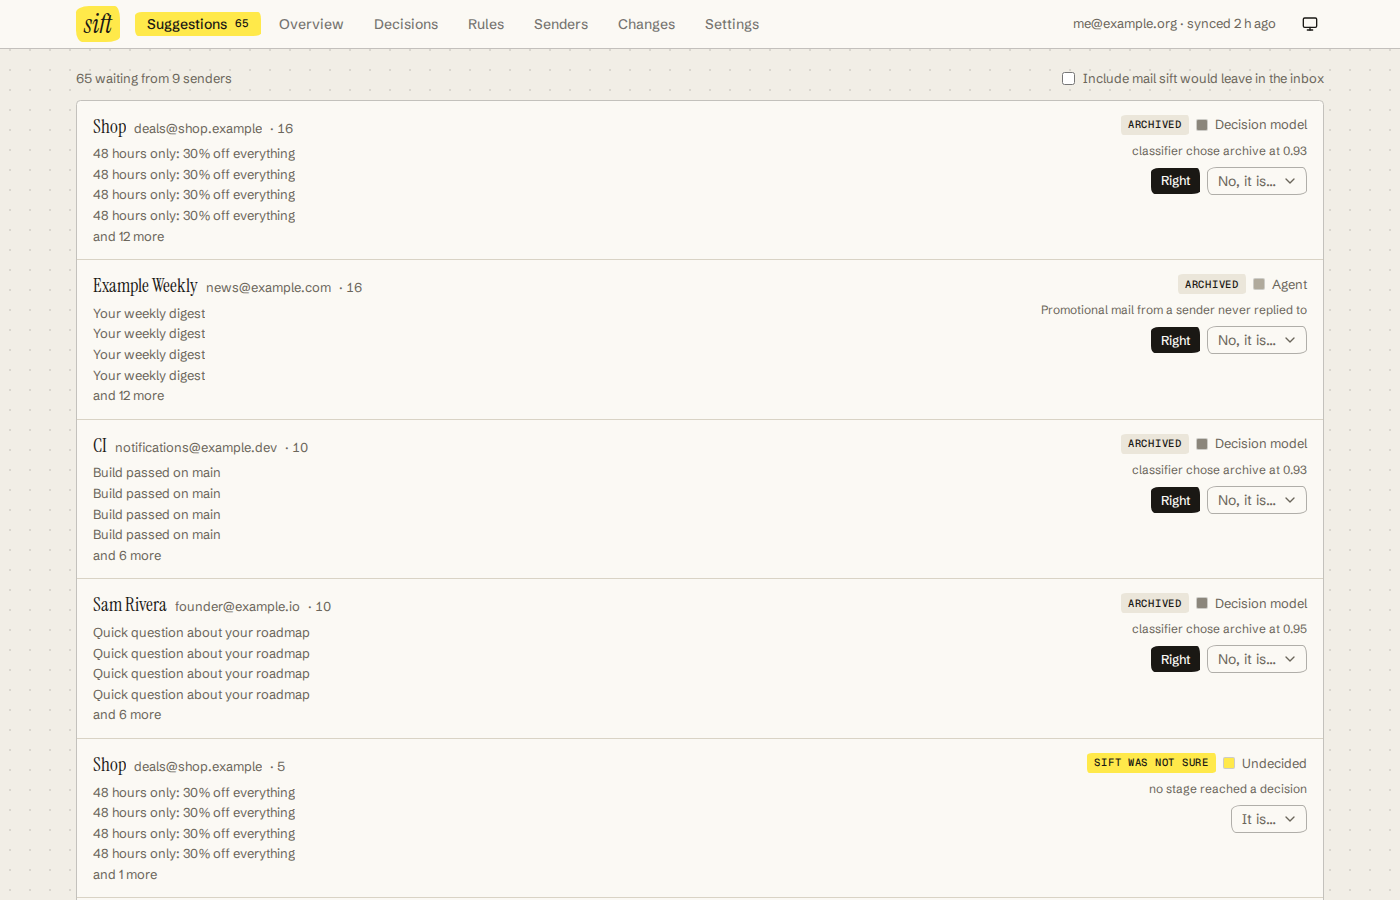 sift Suggestions 65 Overview Decisions Rules Senders Changes Settings me@example.org · synced 2 h ago
65 waiting from 9 senders Include mail sift would leave in the inbox
Shop deals@shop.example · 16 ARCHIVED Decision model
48 hours only: 30% off everything classifier chose archive at 0.93
48 hours only: 30% off everything Right No, it is...
48 hours only: 30% off everything
48 hours only: 30% off everything
and 12 more
Example Weekly news@example.com · 16 ARCHIVED Agent
Your weekly digest Promotional mail from a sender never replied to
Your weekly digest Right No, it is...
Your weekly digest
Your weekly digest
and 12 more
CI notifications@example.dev · 10 ARCHIVED Decision model
Build passed on main classifier chose archive at 0.93
Build passed on main Right No, it is...
Build passed on main
Build passed on main
and 6 more
Sam Rivera founder@example.io · 10 ARCHIVED Decision model
Quick question about your roadmap classifier chose archive at 0.95
Quick question about your roadmap Right No, it is...
Quick question about your roadmap
Quick question about your roadmap
and 6 more
Shop deals@shop.example · 5 SIFT WAS NOT SURE Undecided
48 hours only: 30% off everything no stage reached a decision
48 hours only: 30% off everything It is...
48 hours only: 30% off everything
48 hours only: 30% off everything
and 1 more